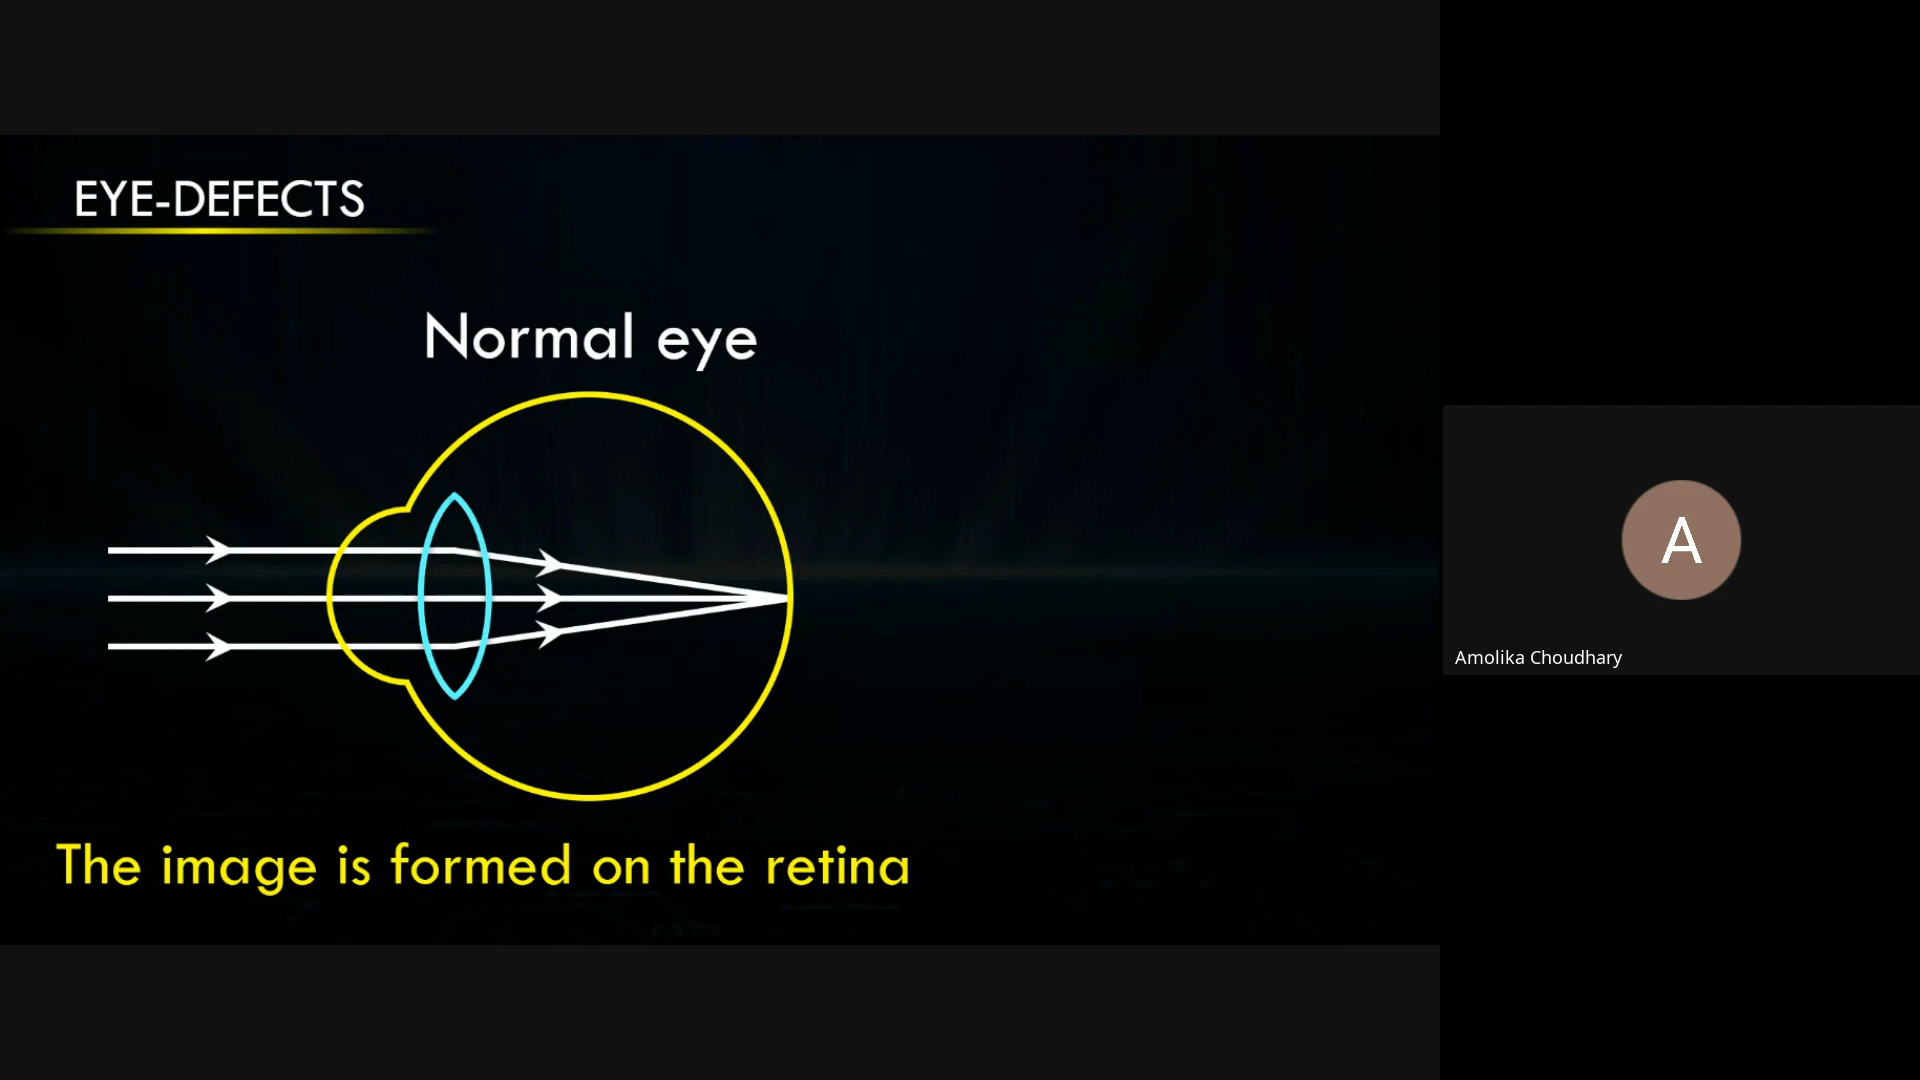 EYE-DEFECTS
Normal eye
The image is formed on the retina
A
Amolika Choudhary